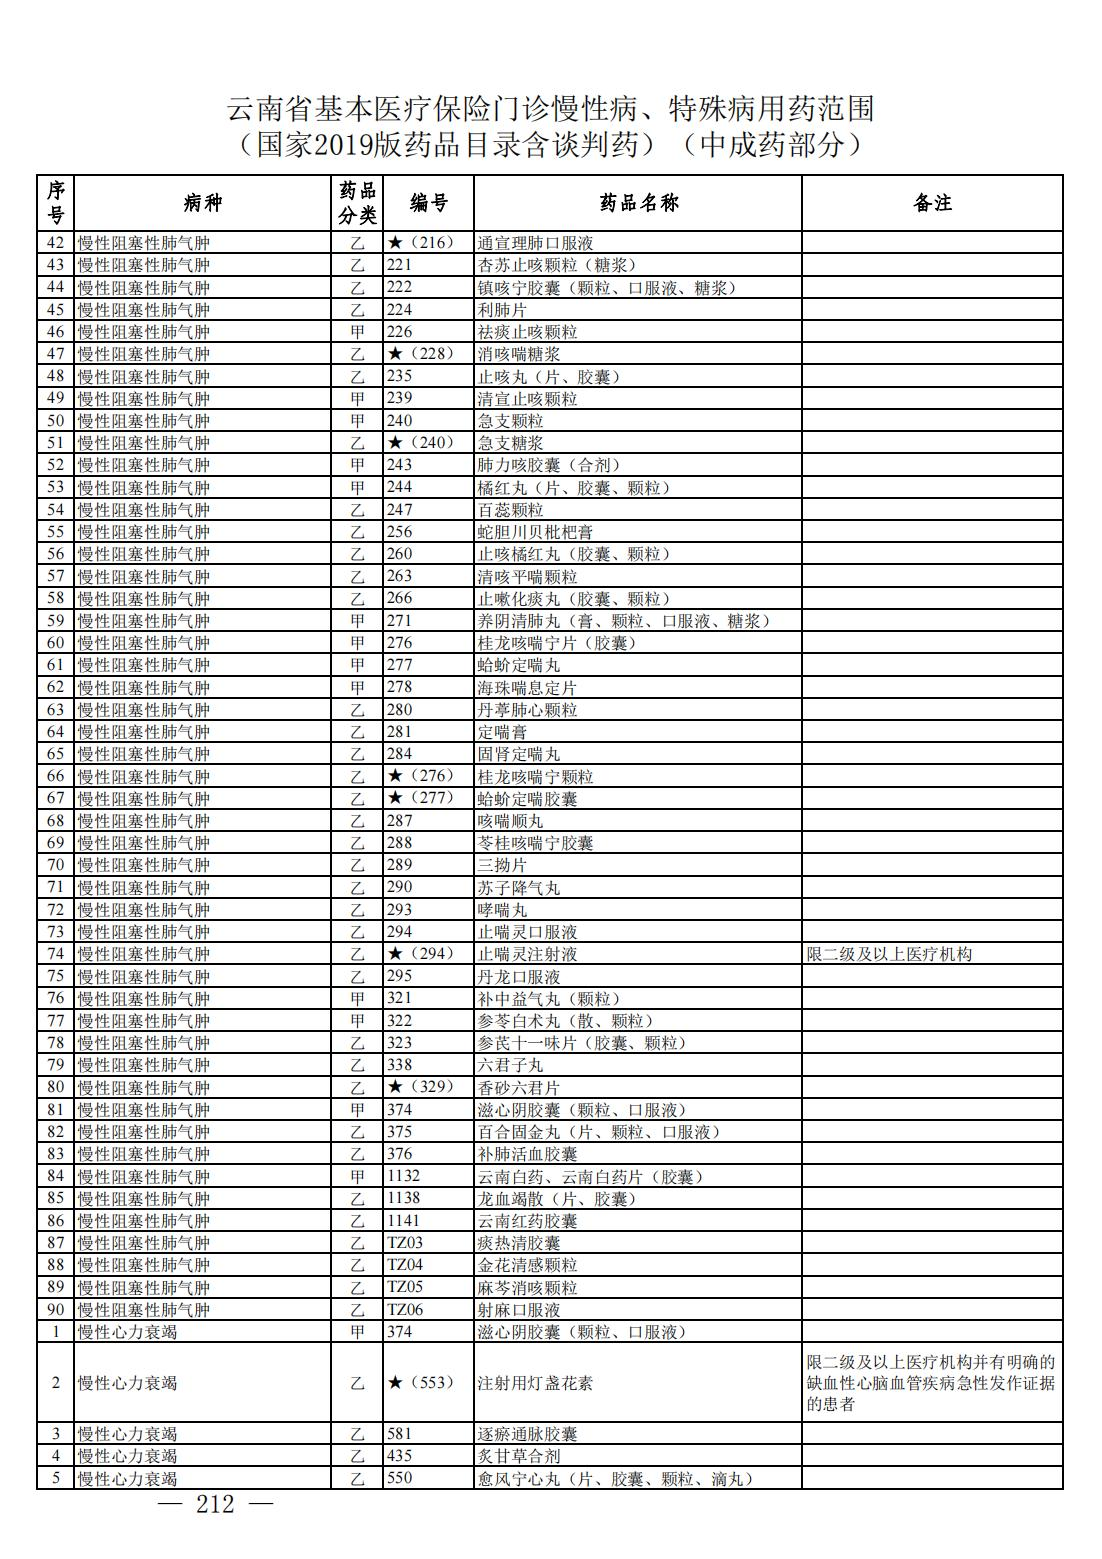 云南省基本医疗保险门诊慢性病、特殊病用药范围
（国家2019版药品目录含谈判药）（中成药部分）
序号 病种 药品分类 编号 药品名称 备注
42 慢性阻塞性肺气肿 乙 ★（216） 通宣理肺口服液
43 慢性阻塞性肺气肿 乙 221 杏苏止咳颗粒（糖浆）
44 慢性阻塞性肺气肿 乙 222 镇咳宁胶囊（颗粒、口服液、糖浆）
45 慢性阻塞性肺气肿 乙 224 利肺片
46 慢性阻塞性肺气肿 甲 226 祛痰止咳颗粒
47 慢性阻塞性肺气肿 乙 ★（228） 消咳喘糖浆
48 慢性阻塞性肺气肿 乙 235 止咳丸（片、胶囊）
49 慢性阻塞性肺气肿 甲 239 清宣止咳颗粒
50 慢性阻塞性肺气肿 甲 240 急支颗粒
51 慢性阻塞性肺气肿 乙 ★（240） 急支糖浆
52 慢性阻塞性肺气肿 甲 243 肺力咳胶囊（合剂）
53 慢性阻塞性肺气肿 甲 244 橘红丸（片、胶囊、颗粒）
54 慢性阻塞性肺气肿 乙 247 百蕊颗粒
55 慢性阻塞性肺气肿 乙 256 蛇胆川贝枇杷膏
56 慢性阻塞性肺气肿 乙 260 止咳橘红丸（胶囊、颗粒）
57 慢性阻塞性肺气肿 乙 263 清咳平喘颗粒
58 慢性阻塞性肺气肿 乙 266 止嗽化痰丸（胶囊、颗粒）
59 慢性阻塞性肺气肿 甲 271 养阴清肺丸（膏、颗粒、口服液、糖浆）
60 慢性阻塞性肺气肿 甲 276 桂龙咳喘宁片（胶囊）
61 慢性阻塞性肺气肿 甲 277 蛤蚧定喘丸
62 慢性阻塞性肺气肿 甲 278 海珠喘息定片
63 慢性阻塞性肺气肿 乙 280 丹葶肺心颗粒
64 慢性阻塞性肺气肿 乙 281 定喘膏
65 慢性阻塞性肺气肿 乙 284 固肾定喘丸
66 慢性阻塞性肺气肿 乙 ★（276） 桂龙咳喘宁颗粒
67 慢性阻塞性肺气肿 乙 ★（277） 蛤蚧定喘胶囊
68 慢性阻塞性肺气肿 乙 287 咳喘顺丸
69 慢性阻塞性肺气肿 乙 288 苓桂咳喘宁胶囊
70 慢性阻塞性肺气肿 乙 289 三拗片
71 慢性阻塞性肺气肿 乙 290 苏子降气丸
72 慢性阻塞性肺气肿 乙 293 哮喘丸
73 慢性阻塞性肺气肿 乙 294 止喘灵口服液
74 慢性阻塞性肺气肿 乙 ★（294） 止喘灵注射液 限二级及以上医疗机构
75 慢性阻塞性肺气肿 乙 295 丹龙口服液
76 慢性阻塞性肺气肿 甲 321 补中益气丸（颗粒）
77 慢性阻塞性肺气肿 甲 322 参苓白术丸（散、颗粒）
78 慢性阻塞性肺气肿 乙 323 参芪十一味片（胶囊、颗粒）
79 慢性阻塞性肺气肿 乙 338 六君子丸
80 慢性阻塞性肺气肿 乙 ★（329） 香砂六君片
81 慢性阻塞性肺气肿 甲 374 滋心阴胶囊（颗粒、口服液）
82 慢性阻塞性肺气肿 乙 375 百合固金丸（片、颗粒、口服液）
83 慢性阻塞性肺气肿 乙 376 补肺活血胶囊
84 慢性阻塞性肺气肿 甲 1132 云南白药、云南白药片（胶囊）
85 慢性阻塞性肺气肿 乙 1138 龙血竭散（片、胶囊）
86 慢性阻塞性肺气肿 乙 1141 云南红药胶囊
87 慢性阻塞性肺气肿 乙 TZ03 痰热清胶囊
88 慢性阻塞性肺气肿 乙 TZ04 金花清感颗粒
89 慢性阻塞性肺气肿 乙 TZ05 麻芩消咳颗粒
90 慢性阻塞性肺气肿 乙 TZ06 射麻口服液
1 慢性心力衰竭 甲 374 滋心阴胶囊（颗粒、口服液）
2 慢性心力衰竭 乙 ★（553） 注射用灯盏花素 限二级及以上医疗机构并有明确的
缺血性心脑血管疾病急性发作证据
的患者
3 慢性心力衰竭 乙 581 逐瘀通脉胶囊
4 慢性心力衰竭 乙 435 炙甘草合剂
5 慢性心力衰竭 乙 550 愈风宁心丸（片、胶囊、颗粒、滴丸）
— 212 —